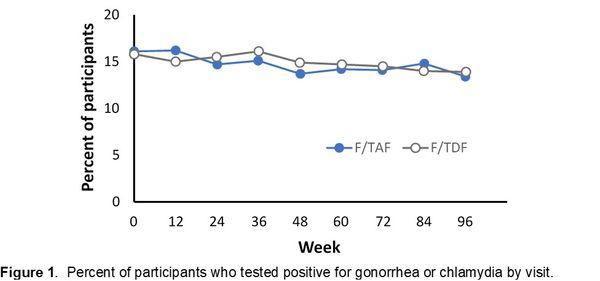 20
15
10
5
0
Percent of participants
F/TAF F/TDF
0 12 24 36 48 60 72 84 96
Week
Figure 1. Percent of participants who tested positive for gonorrhea or chlamydia by visit.